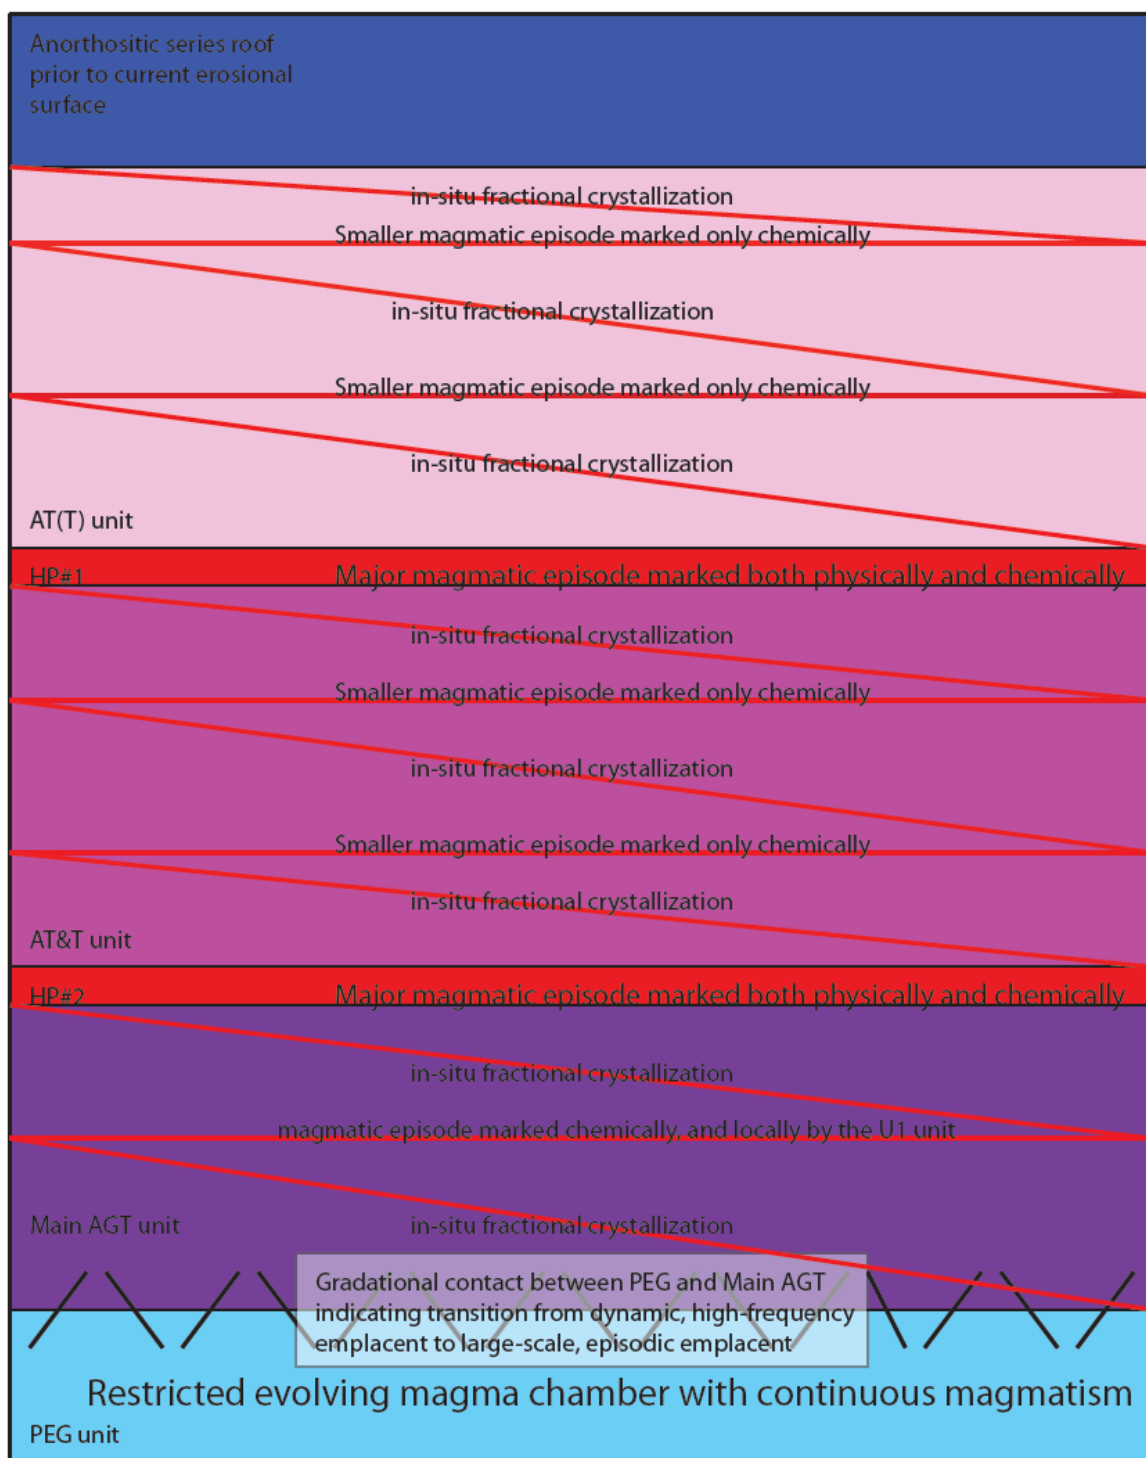 Anorthositic series roof
prior to current erosional
surface
in-situ fractional crystallization
Smaller magmatic episode marked only chemically
in-situ fractional crystallization
Smaller magmatic episode marked only chemically
in-situ fractional crystallization
AT(T) unit
HP#1
Major magmatic episode marked both physically and chemically
in-situ fractional crystallization
Smaller magmatic episode marked only chemically
in-situ fractional crystallization
Smaller magmatic episode marked only chemically
in-situ fractional crystallization
AT&T unit
HP#2
Major magmatic episode marked both physically and chemically
in-situ fractional crystallization
magmatic episode marked chemically, and locally by the U1 unit
Main AGT unit
in-situ fractional crystallization
Gradational contact between PEG and Main AGT
indicating transition from dynamic, high-frequency
emplacent to large-scale, episodic emplacent
Restricted evolving magma chamber with continuous magmatism
PEG unit